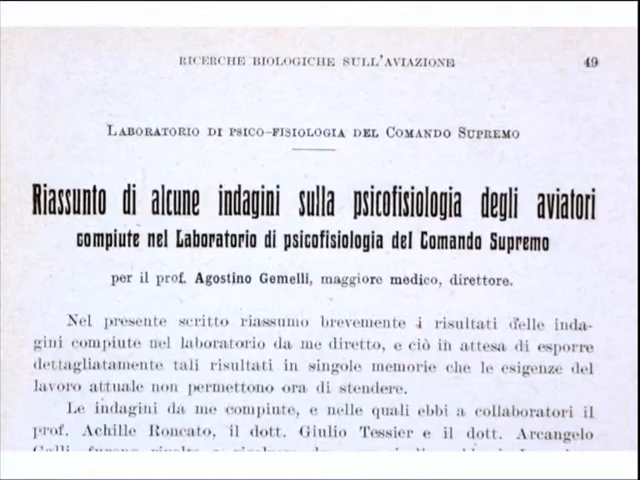 RICERCHE BIOLOGICHE SULL'AVIAZIONE 49
LABORATORIO DI PSICO-FISIOLOGIA DEL COMANDO SUPREMO
Riassunto di alcune indagini sulla psicofisiologia degli aviatori
compiute nel Laboratorio di psicofisiologia del Comando Supremo
per il prof. Agostino Gemelli, maggiore medico, direttore.
Nel presente scritto riassumo brevemente i risultati delle inda-
gini compiute nel laboratorio da me diretto, e ciò in attesa di esporre
dettagliatamente tali risultati in singole memorie che le esigenze del
lavoro attuale non permettono ora di stendere.
Le indagini da me compiute, e nelle quali ebbi a collaboratori il
prof. Achille Roncato, il dott. Giulio Tessier e il dott. Arcangelo